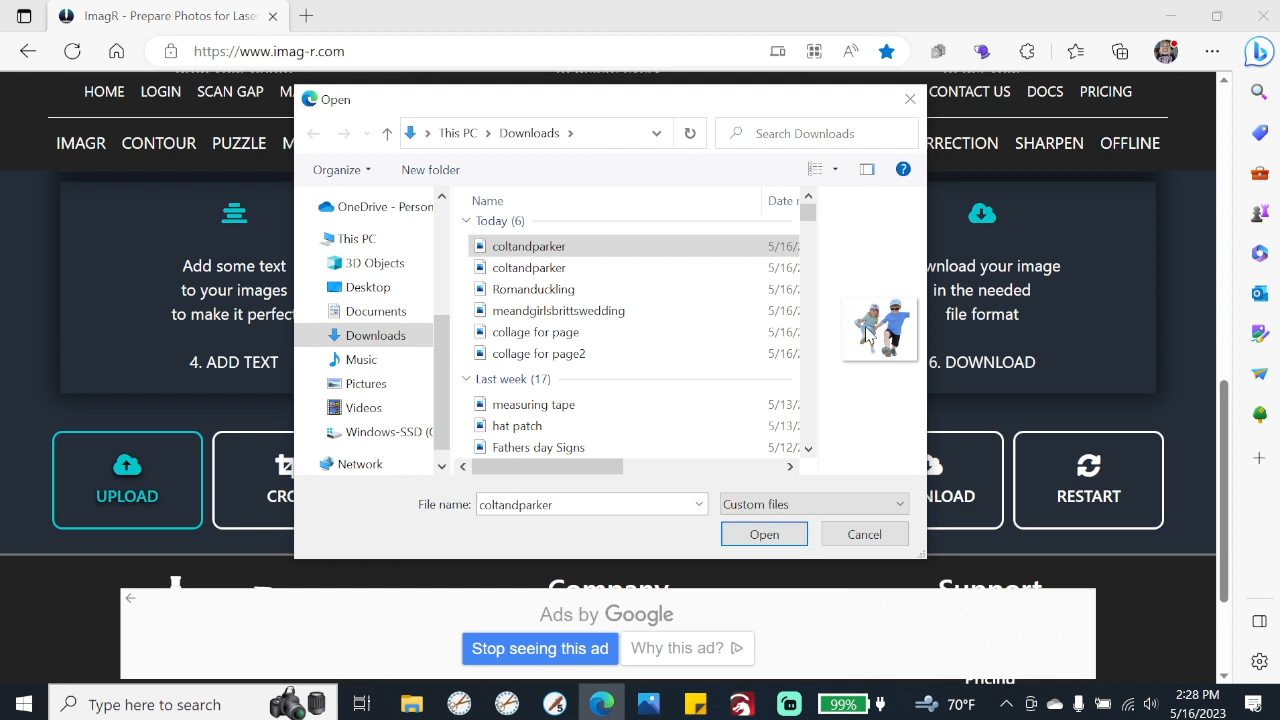 ImagR - Prepare Photos for Laser
https://www.imag-r.com
HOME LOGIN SCAN GAP
CONTACT US DOCS PRICING
IMAGR CONTOUR PUZZLE
SHARPEN OFFLINE
Open
This PC > Downloads >
Search Downloads
Organize
New folder
OneDrive - Person
This PC
3D Objects
Desktop
Documents
Downloads
Music
Pictures
Videos
Windows-SSD (C
Network
Name
Date
Today (6)
coltandparker 5/16/
coltandparker 5/16/
Romanduckling 5/16/
meandgirlsbrittswedding 5/16/
collage for page 5/16/
collage for page2 5/16/
Last week (17)
measuring tape 5/13/
hat patch 5/13/
Fathers day Signs 5/12/
File name: coltandparker
Custom files
Open
Cancel
Add some text
to your images
to make it perfec
4. ADD TEXT
wnload your image
in the needed
file format
6. DOWNLOAD
UPLOAD
CRO
NLOAD
RESTART
Company
Support
Ads by Google
Stop seeing this ad
Why this ad?
Pricing
Type here to search
99%
70°F
2:28 PM
5/16/2023